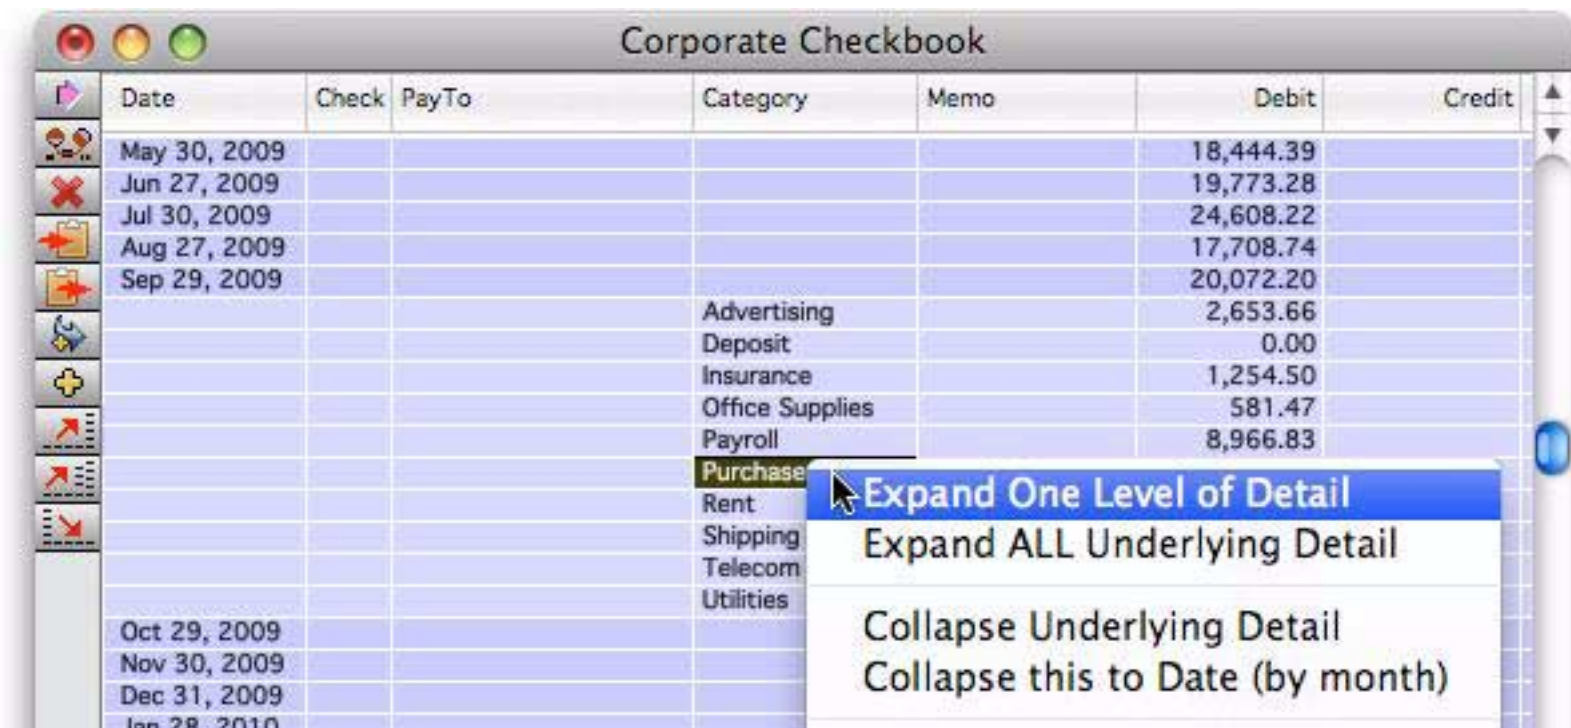 Corporate Checkbook
Date Check PayTo Category Memo Debit Credit
May 30, 2009 18,444.39
Jun 27, 2009 19,773.28
Jul 30, 2009 24,608.22
Aug 27, 2009 17,708.74
Sep 29, 2009 20,072.20
Advertising 2,653.66
Deposit 0.00
Insurance 1,254.50
Office Supplies 581.47
Payroll 8,966.83
Purchase
Expand One Level of Detail
Rent
Shipping
Expand ALL Underlying Detail
Telecom
Utilities
Oct 29, 2009
Collapse Underlying Detail
Nov 30, 2009
Collapse this to Date (by month)
Dec 31, 2009
Jan 28, 2010